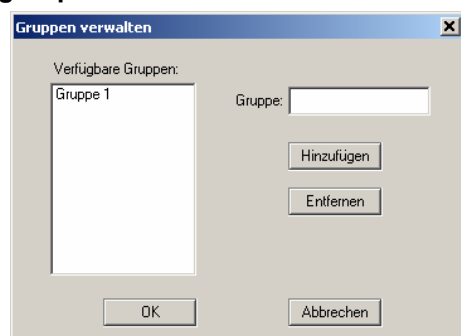 Gruppen verwalten
Verfügbare Gruppen:
Gruppe 1
Gruppe:
Hinzufügen
Entfernen
OK
Abbrechen